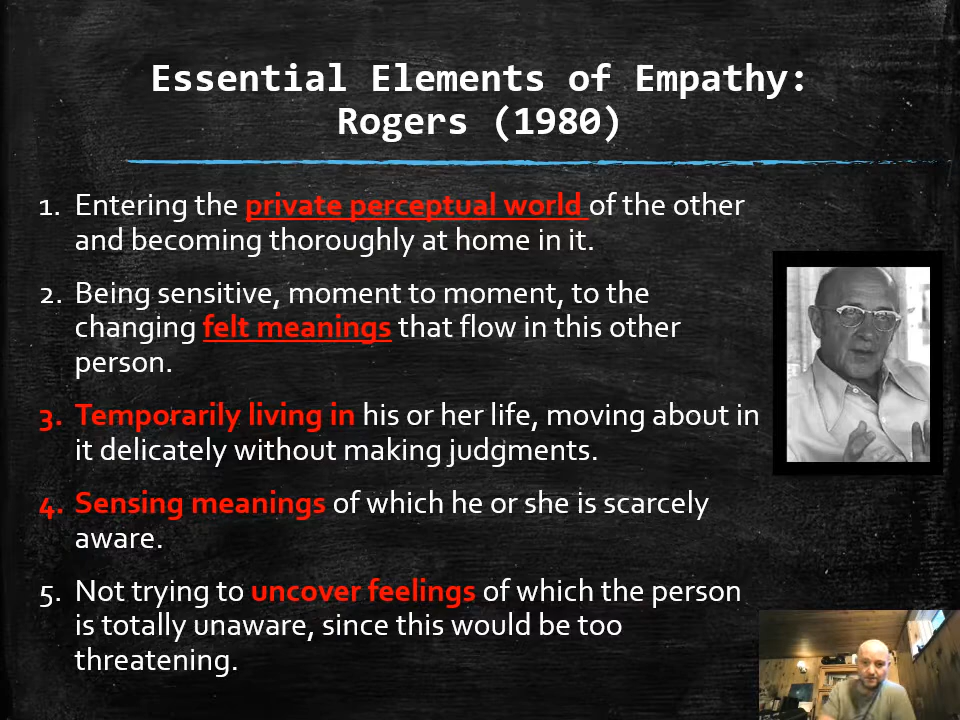 Essential Elements of Empathy:
Rogers (1980)
1. Entering the private perceptual world of the other
and becoming thoroughly at home in it.
2. Being sensitive, moment to moment, to the
changing felt meanings that flow in this other
person.
3. Temporarily living in his or her life, moving about in
it delicately without making judgments.
4. Sensing meanings of which he or she is scarcely
aware.
5. Not trying to uncover feelings of which the person
is totally unaware, since this would be too
threatening.